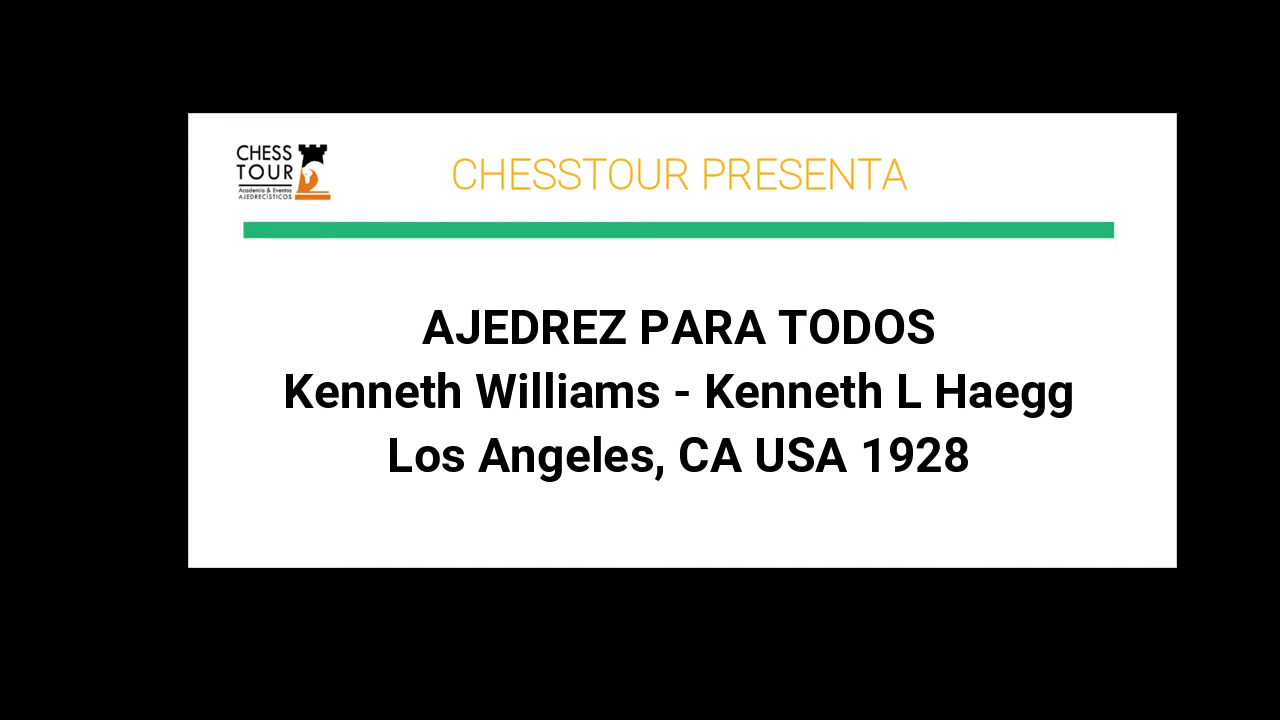 CHESS
TOUR
Academia & Eventos
AJEDRECÍSTICOS
CHESSTOUR PRESENTA
AJEDREZ PARA TODOS
Kenneth Williams - Kenneth L Haegg
Los Angeles, CA USA 1928